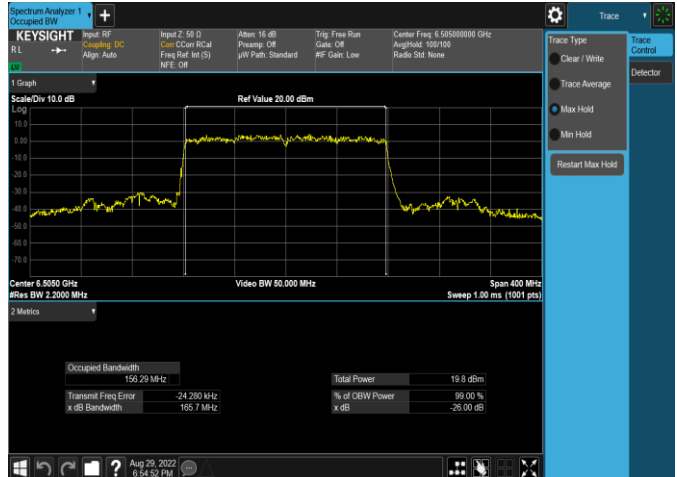 Spectrum Analyzer 1
Occupied BW
Trace
KEYSIGHT
Input: RF
Input Z: 50 Ω
Atten: 16 dB
Trig: Free Run
Center Freq: 6.505000000 GHz
RL
Coupling: DC
Corr CCorr RCal
Preamp: Off
Gate: Off
Avg|Hold: 100/100
Align: Auto
Freq Ref: Int (S)
µW Path: Standard
#IF Gain: Low
Radio Std: None
NFE: Off
Trace Type
Clear / Write
Trace Average
Max Hold
Min Hold
Restart Max Hold
Trace
Control
Detector
1 Graph
Scale/Div 10.0 dB
Ref Value 20.00 dBm
Log
10.0
0.00
-10.0
-20.0
-30.0
-40.0
-50.0
-60.0
-70.0
Center 6.5050 GHz
Video BW 50.000 MHz
Span 400 MHz
#Res BW 2.2000 MHz
Sweep 1.00 ms (1001 pts)
2 Metrics
Occupied Bandwidth
156.29 MHz
Total Power 19.8 dBm
Transmit Freq Error -24.280 kHz
% of OBW Power 99.00 %
x dB Bandwidth 165.7 MHz
x dB -26.00 dB
Aug 29, 2022
6:54:52 PM